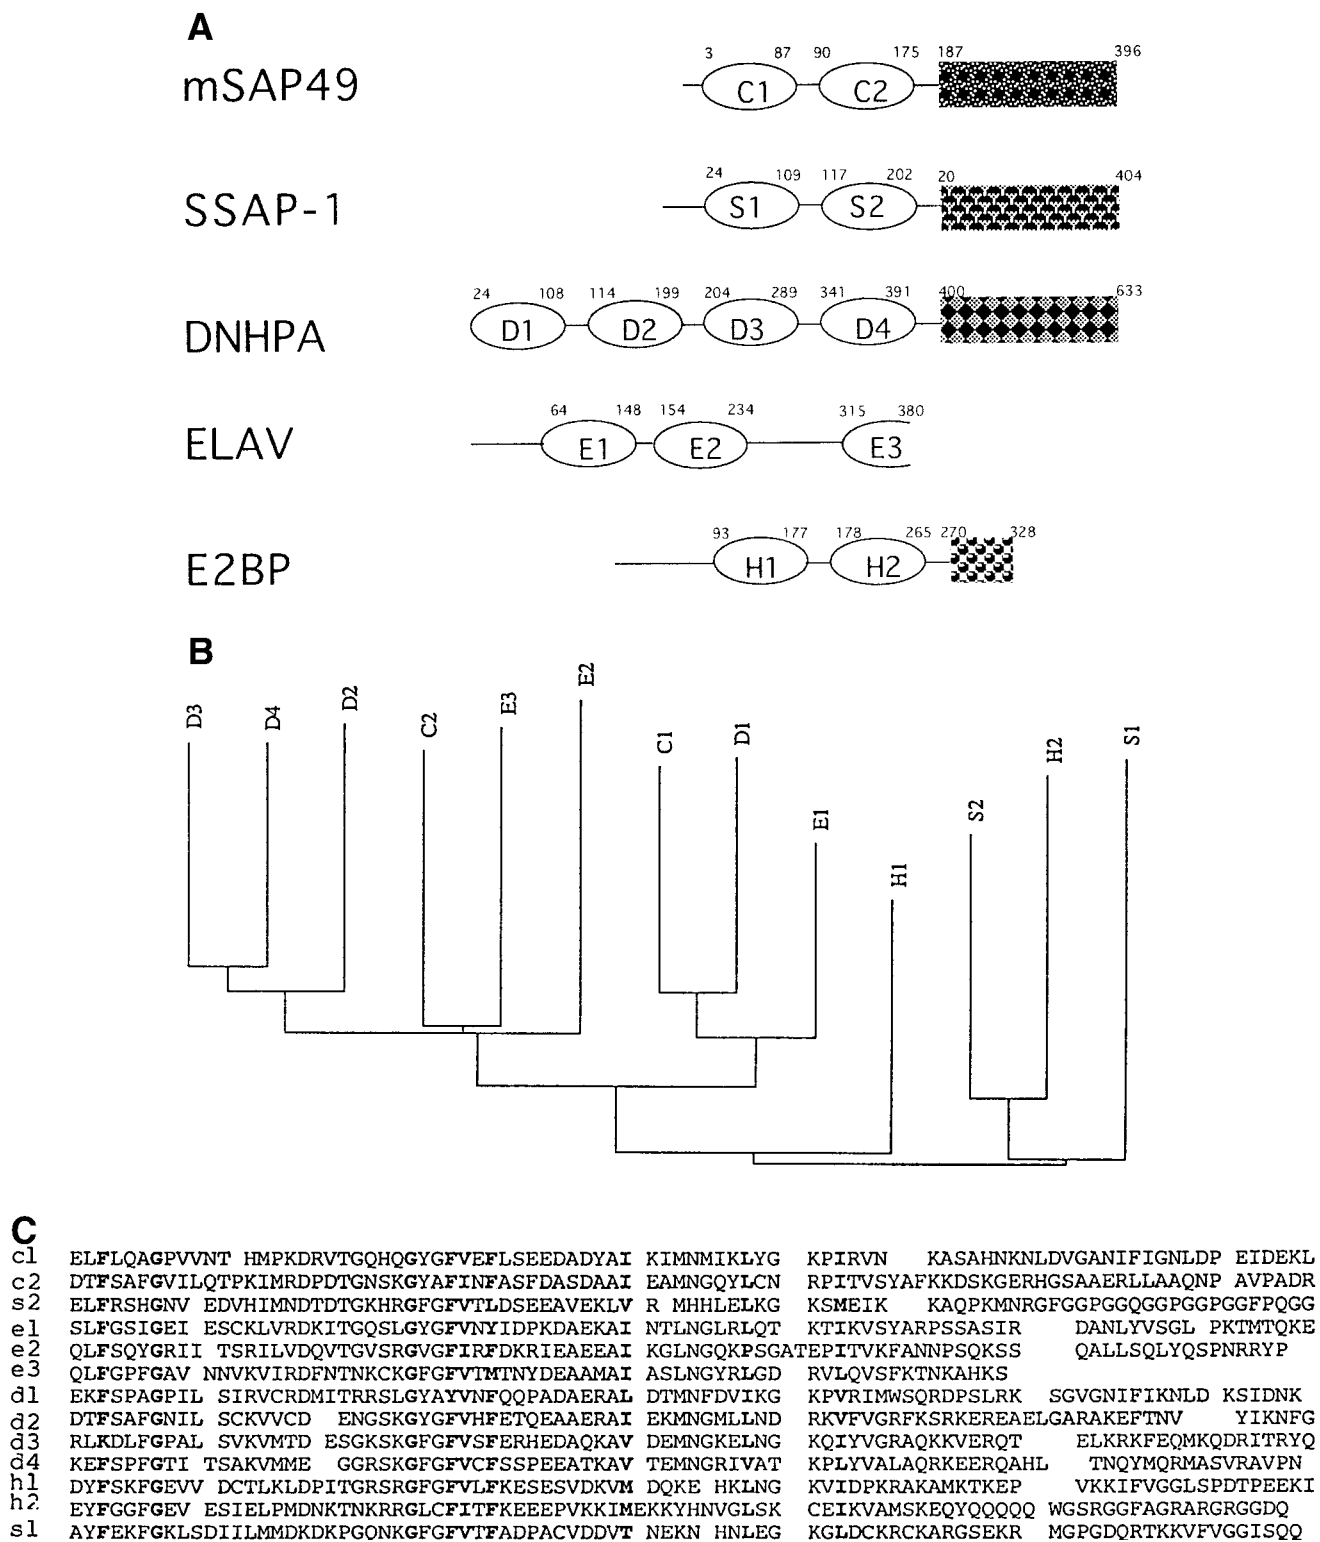 A
mSAP49
3 87 90 175 187 396
C1 C2
SSAP-1
24 109 117 202 20 404
S1 S2
DNHPA
24 108 114 199 204 289 341 391 400 633
D1 D2 D3 D4
ELAV
64 148 154 234 315 380
E1 E2 E3
E2BP
93 177 178 265 270 328
H1 H2
B
D3 D4 D2 C2 E3 E2 C1 D1 E1 H1 S2 H2 S1
C
c1 ELFLQAGPVVNT HMPKDRVTGQHQGYGFVEFLSEEDADYAI KIMNMIKLYG KPIRVN KASAHNKNLDVGANIFIGNLDP EIDEKL
c2 DTFSAFGVILQTPKIMRDPDTGNSKGYAFINFASFDASDAAI EAMNGQYLCN RPITVSYAFKKDSKGERHGSAAERLLAAQNP AVPADR
s2 ELFRSHGNV EDVHIMNDTDTGKHRGFGFVTLDSEEAVEKLV R MHHLELKG KSMEIK KAQPKMNRGFGGPGGQGGPGGPGGFPQGG
e1 SLFGSIGEI ESCKLVRDKITGQSLGYGFVNYIDPKDAEKAI NTLNGLRLQT KTIKVSYARPSSASIR DANLYVSGL PKTMTQKE
e2 QLFSQYGRII TSRILVDQVTGVSRGVGFIRFDKRIEAEEAI KGLNGQKPSGATEPITVKFANNPSQKSS QALLSQLYQSPNRRYP
e3 QLFGPFGAV NNVKVIRDFNTNKCKGFGFVTMTNYDEAAMAI ASLNGYRLGD RVLQVSFKTNKAHKS
d1 EKFSPAGPIL SIRVCRDMITRRSLGYAYVNFQQPADAERAL DTMNFDVIKG KPVRIMWSQRDPSLRK SGVGNIFIKNLD KSIDNK
d2 DTFSAFGNIL SCKVVCD ENGSKGYGFVHFETQEAAERAI EKMNGMLLND RKVFVGRFKSRKEREAELGARAKEFTNV YIKNFG
d3 RLKDLFGPAL SVKVMTD ESGKSKGFGFVSFERHEDAQKAV DEMNGKELNG KQIYVGRAQKKVERQT ELKRKFEQMKQDRITRYQ
d4 KEFSPFGTI TSAKVMME GGRSKGFGFVCFSSPEEATKAV TEMNGRIVAT KPLYVALAQRKEERQAHL TNQYMQRMASVRAVPN
h1 DYFSKFGEVV DCTLKLDPITGRSRGFGFVLFKESESVDKVM DQKE HKLNG KVIDPKRAKAMKTKEP VKKIFVGGLSPDTPEEKI
h2 EYFGGFGEV ESIELPMDNKTNKRRGLCFITFKEEEPVKKIMEKKYHNVGLSK CEIKVAMSKEQYQQQQQ WGSRGGFAGRARGRGGDQ
s1 AYFEKFGKLSDIILMMDKDKPGQNKGFGFVTFADPACVDDVT NEKN HNLEG KGLDCKRCKARGSEKR MGPGDQRTKKVFVGGISQQ